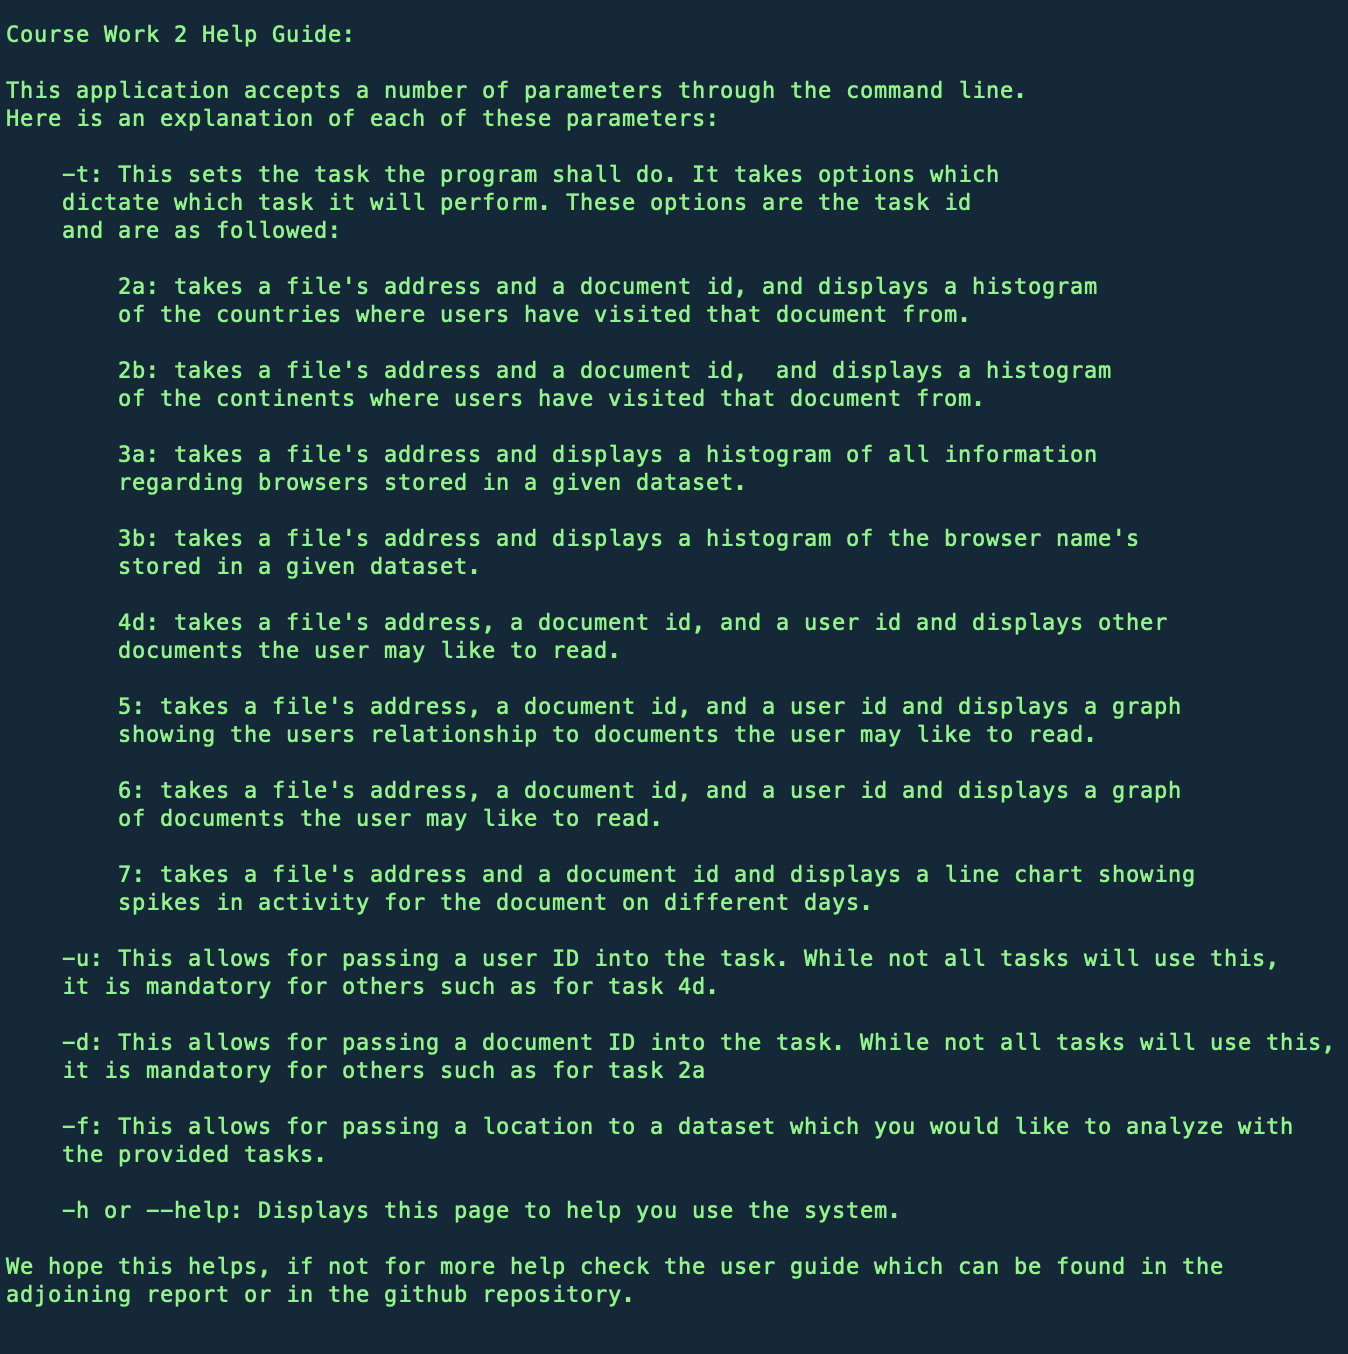 Course Work 2 Help Guide:
This application accepts a number of parameters through the command line.
Here is an explanation of each of these parameters:
-t: This sets the task the program shall do. It takes options which
dictate which task it will perform. These options are the task id
and are as followed:
2a: takes a file's address and a document id, and displays a histogram
of the countries where users have visited that document from.
2b: takes a file's address and a document id,  and displays a histogram
of the continents where users have visited that document from.
3a: takes a file's address and displays a histogram of all information
regarding browsers stored in a given dataset.
3b: takes a file's address and displays a histogram of the browser name's
stored in a given dataset.
4d: takes a file's address, a document id, and a user id and displays other
documents the user may like to read.
5: takes a file's address, a document id, and a user id and displays a graph
showing the users relationship to documents the user may like to read.
6: takes a file's address, a document id, and a user id and displays a graph
of documents the user may like to read.
7: takes a file's address and a document id and displays a line chart showing
spikes in activity for the document on different days.
-u: This allows for passing a user ID into the task. While not all tasks will use this,
it is mandatory for others such as for task 4d.
-d: This allows for passing a document ID into the task. While not all tasks will use this,
it is mandatory for others such as for task 2a
-f: This allows for passing a location to a dataset which you would like to analyze with
the provided tasks.
-h or --help: Displays this page to help you use the system.
We hope this helps, if not for more help check the user guide which can be found in the
adjoining report or in the github repository.